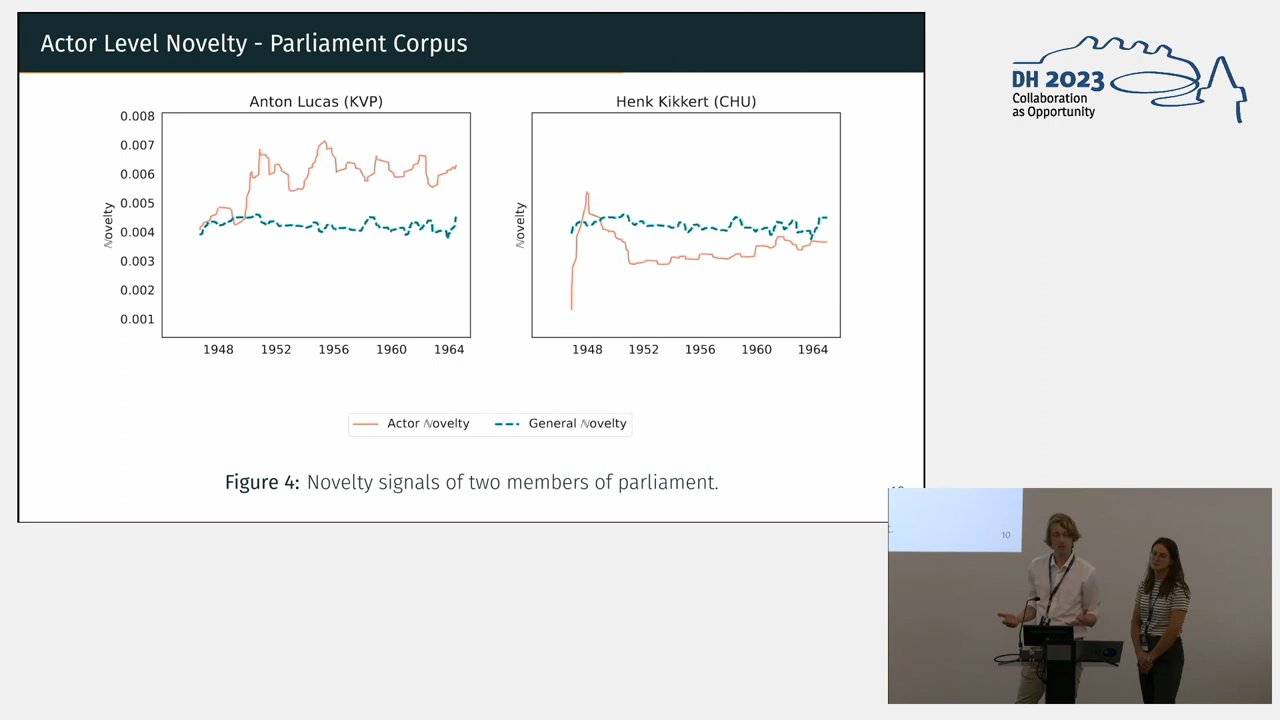 Actor Level Novelty - Parliament Corpus
DH 2023
Collaboration
as Opportunity
Anton Lucas (KVP)
Henk Kikkert (CHU)
0.008
0.007
0.006
0.005
0.004
0.003
0.002
0.001
Novelty
Novelty
1948 1952 1956 1960 1964
1948 1952 1956 1960 1964
Actor Novelty
General Novelty
Figure 4: Novelty signals of two members of parliament.
10